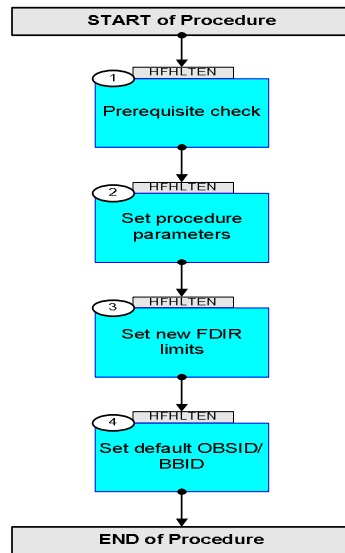 START of Procedure
HFHLTEN
1
Prerequisite check
HFHLTEN
2
Set procedure
parameters
HFHLTEN
3
Set new FDIR
limits
HFHLTEN
4
Set default OBSID/
BBID
END of Procedure